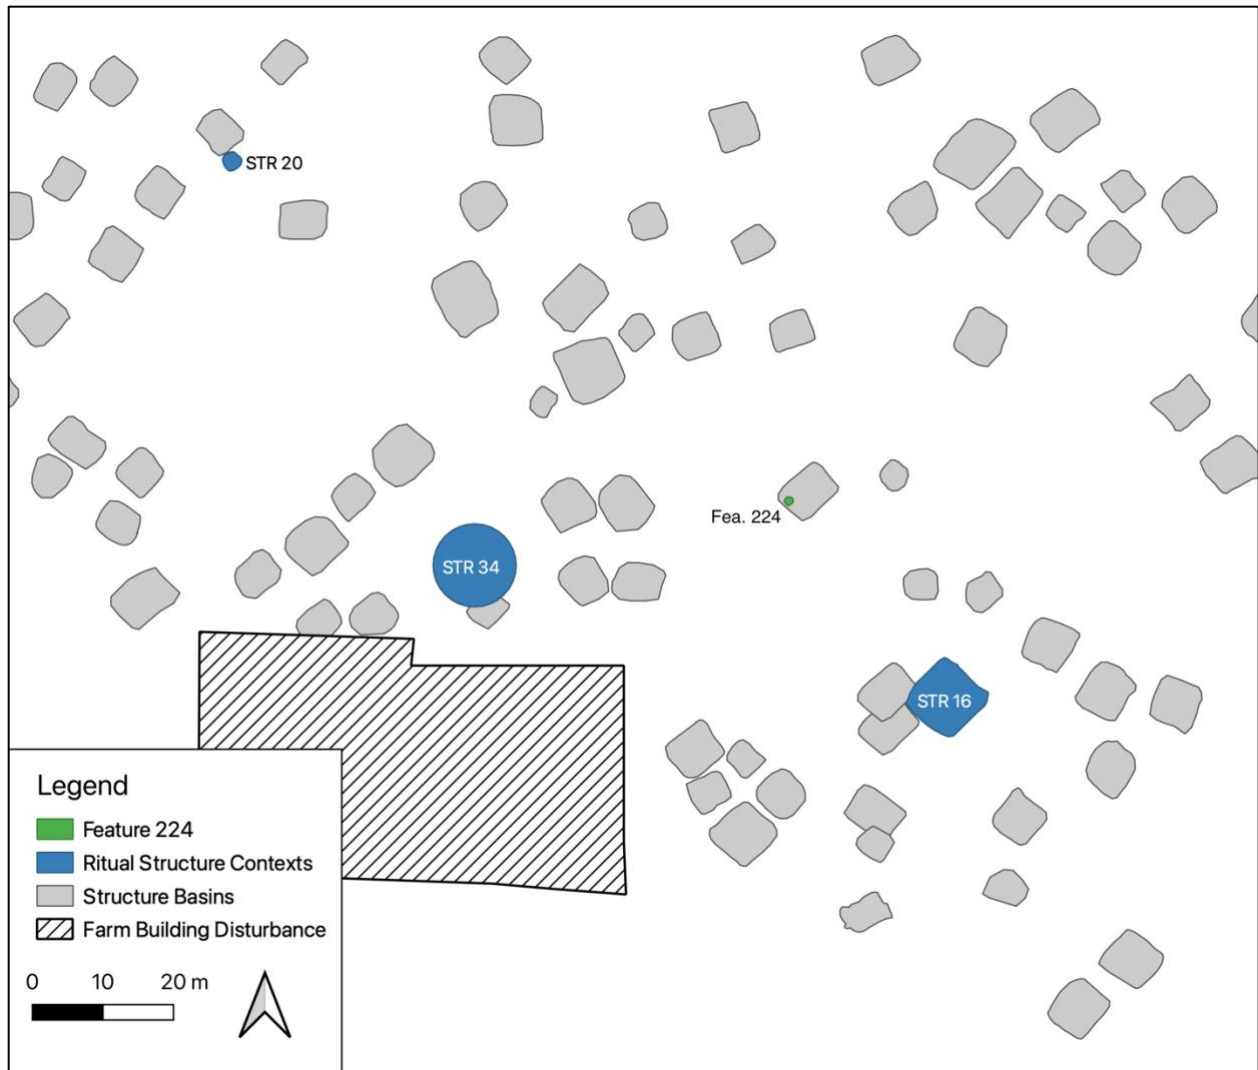 STR 20
Fea. 224
STR 34
STR 16
Legend
Feature 224
Ritual Structure Contexts
Structure Basins
Farm Building Disturbance
0 10 20 m